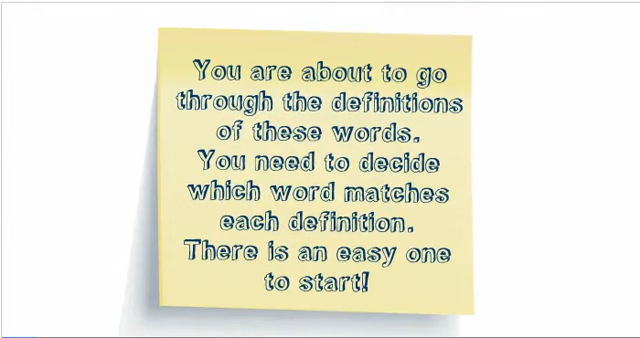 You are about to go
through the definitions
of these words.
You need to decide
which word matches
each definition.
There is an easy one
to start!